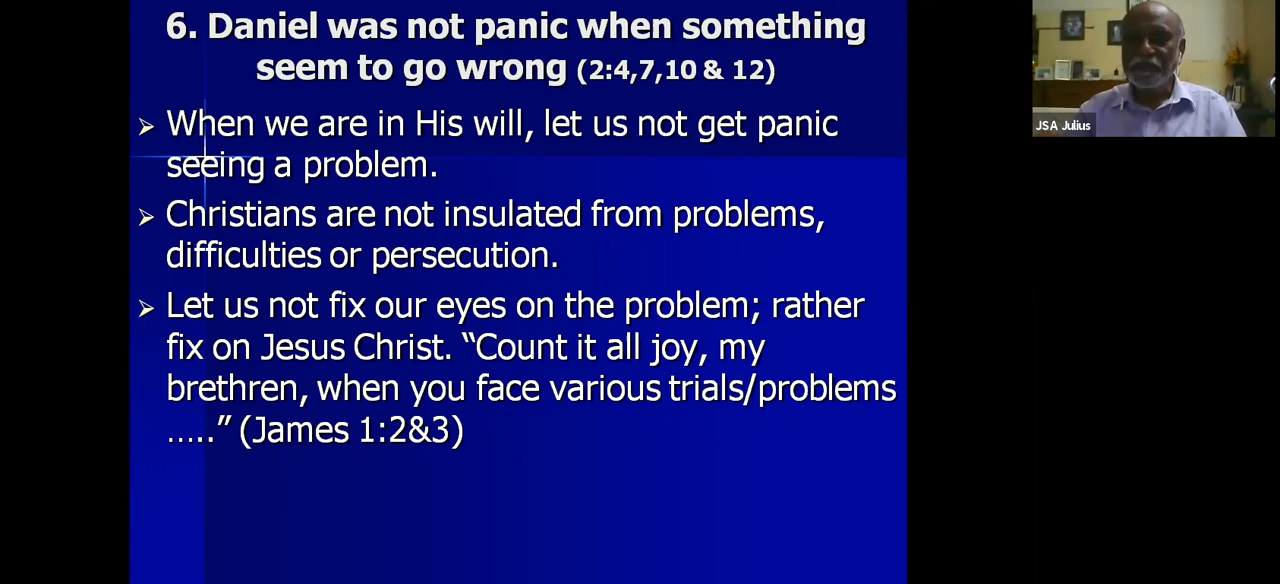 6. Daniel was not panic when something
seem to go wrong (2:4,7,10 & 12)
➢ When we are in His will, let us not get panic
seeing a problem.
➢ Christians are not insulated from problems,
difficulties or persecution.
➢ Let us not fix our eyes on the problem; rather
fix on Jesus Christ. “Count it all joy, my
brethren, when you face various trials/problems
…..” (James 1:2&3)
JSA Julius